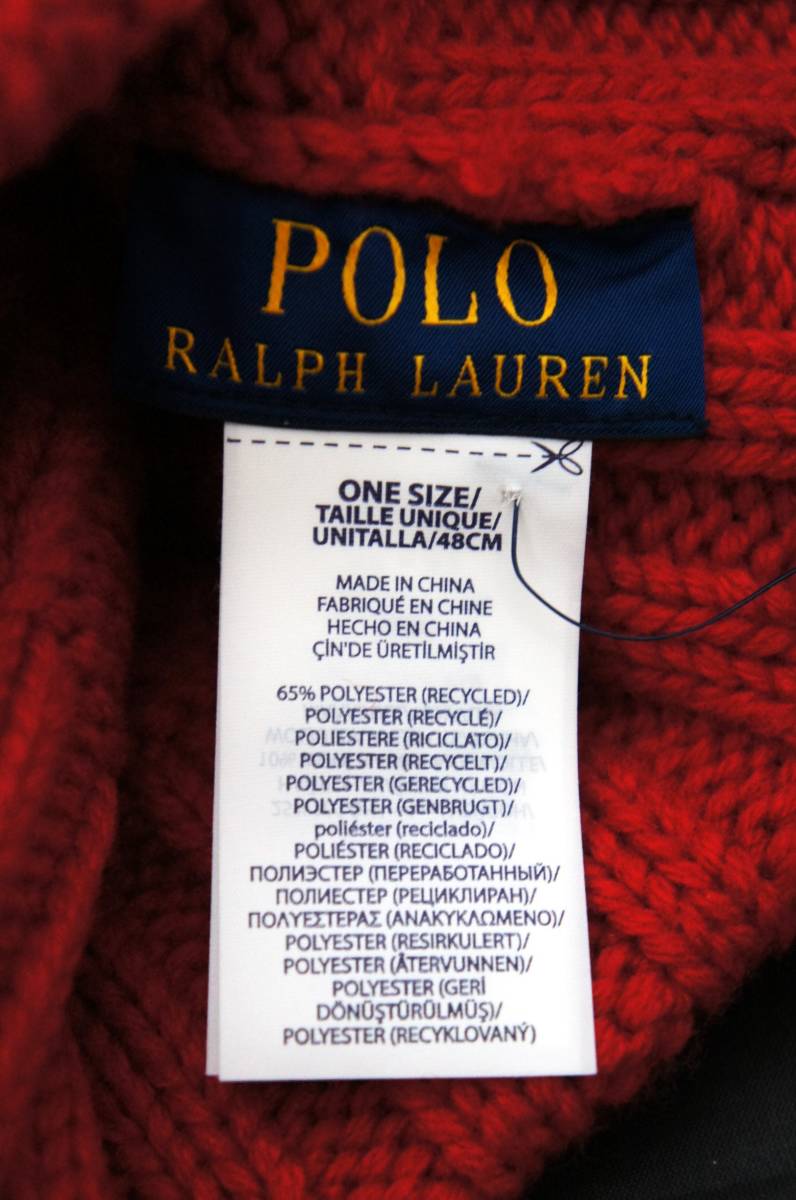 POLO
RALPH LAUREN
ONE SIZE/
TAILLE UNIQUE/
UNITALLA/48CM
MADE IN CHINA
FABRIQUÉ EN CHINE
HECHO EN CHINA
ÇİN'DE ÜRETİLMİŞTİR
65% POLYESTER (RECYCLED)/
POLYESTER (RECYCLÉ)/
POLIESTERE (RICICLATO)/
POLYESTER (RECYCELT)/
POLYESTER (GERECYCLED)/
POLYESTER (GENBRUGT)/
poliéster (reciclado)/
POLIÉSTER (RECICLADO)/
ПОЛИЭСТЕР (ПЕРЕРАБОТАННЫЙ)/
ПОЛИЕСТЕР (РЕЦИКЛИРАН)/
ΠΟΛΥΕΣΤΕΡΑΣ (ΑΝΑΚΥΚΛΩΜΕΝΟ)/
POLYESTER (RESIRKULERT)/
POLYESTER (ÅTERVUNNEN)/
POLYESTER (GERİ
DÖNÜŞTÜRÜLMÜŞ)/
POLYESTER (RECYKLOVANÝ)